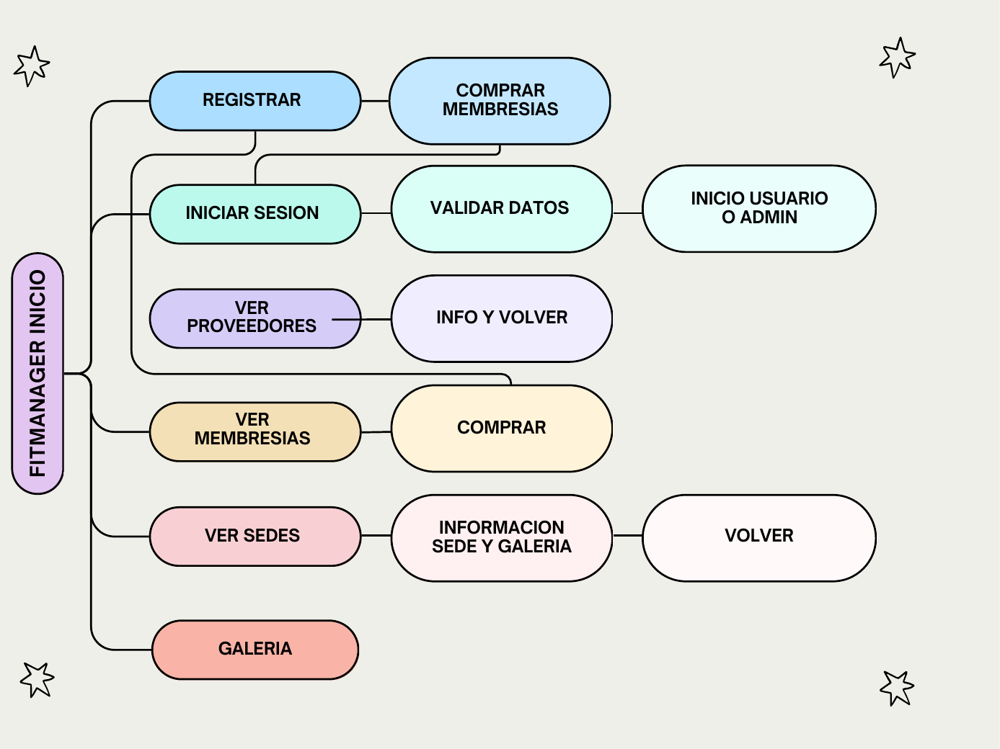 REGISTRAR
COMPRAR
MEMBRESIAS
INICIAR SESION
VALIDAR DATOS
INICIO USUARIO
O ADMIN
FITMANAGER INICIO
VER
PROVEEDORES
INFO Y VOLVER
VER
MEMBRESIAS
COMPRAR
VER SEDES
INFORMACION
SEDE Y GALERIA
VOLVER
GALERIA